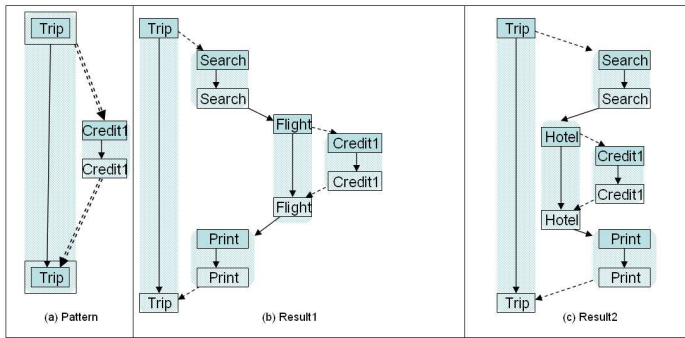 Trip
Credit1
Credit1
Trip
(a) Pattern
Trip
Search
Search
Flight
Credit1
Credit1
Flight
Print
Print
Trip
(b) Result1
Trip
Search
Search
Hotel
Credit1
Credit1
Hotel
Print
Print
Trip
(c) Result2